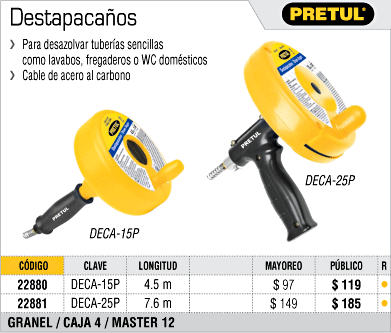 Destapacaños
PRETUL®
Para desazolvar tuberías sencillas
como lavabos, fregaderos o WC domésticos
Cable de acero al carbono
PRETUL
DECA-25P
DECA-15P
CÓDIGO CLAVE LONGITUD MAYOREO PÚBLICO R
22880 DECA-15P 4.5 m $ 97 $ 119
22881 DECA-25P 7.6 m $ 149 $ 185
GRANEL / CAJA 4 / MASTER 12